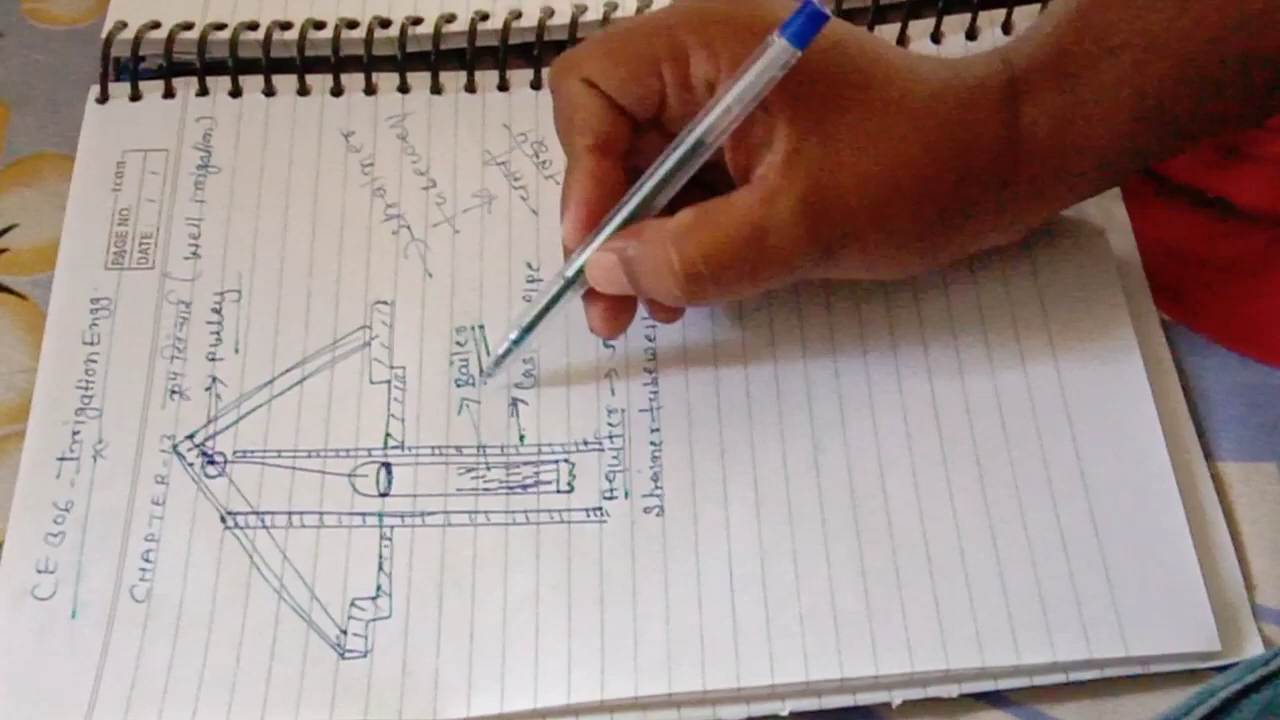 CE 306 - Irrigation Engg.
PAGE NO.
DATE / /
CHAPTER-13 कूप सिंचाई (Well irrigation)
→ Pulley
→ Strainer
tubewell
→ Bailer
→ Cas
pipe
Aquifer →
Strainer tubewell